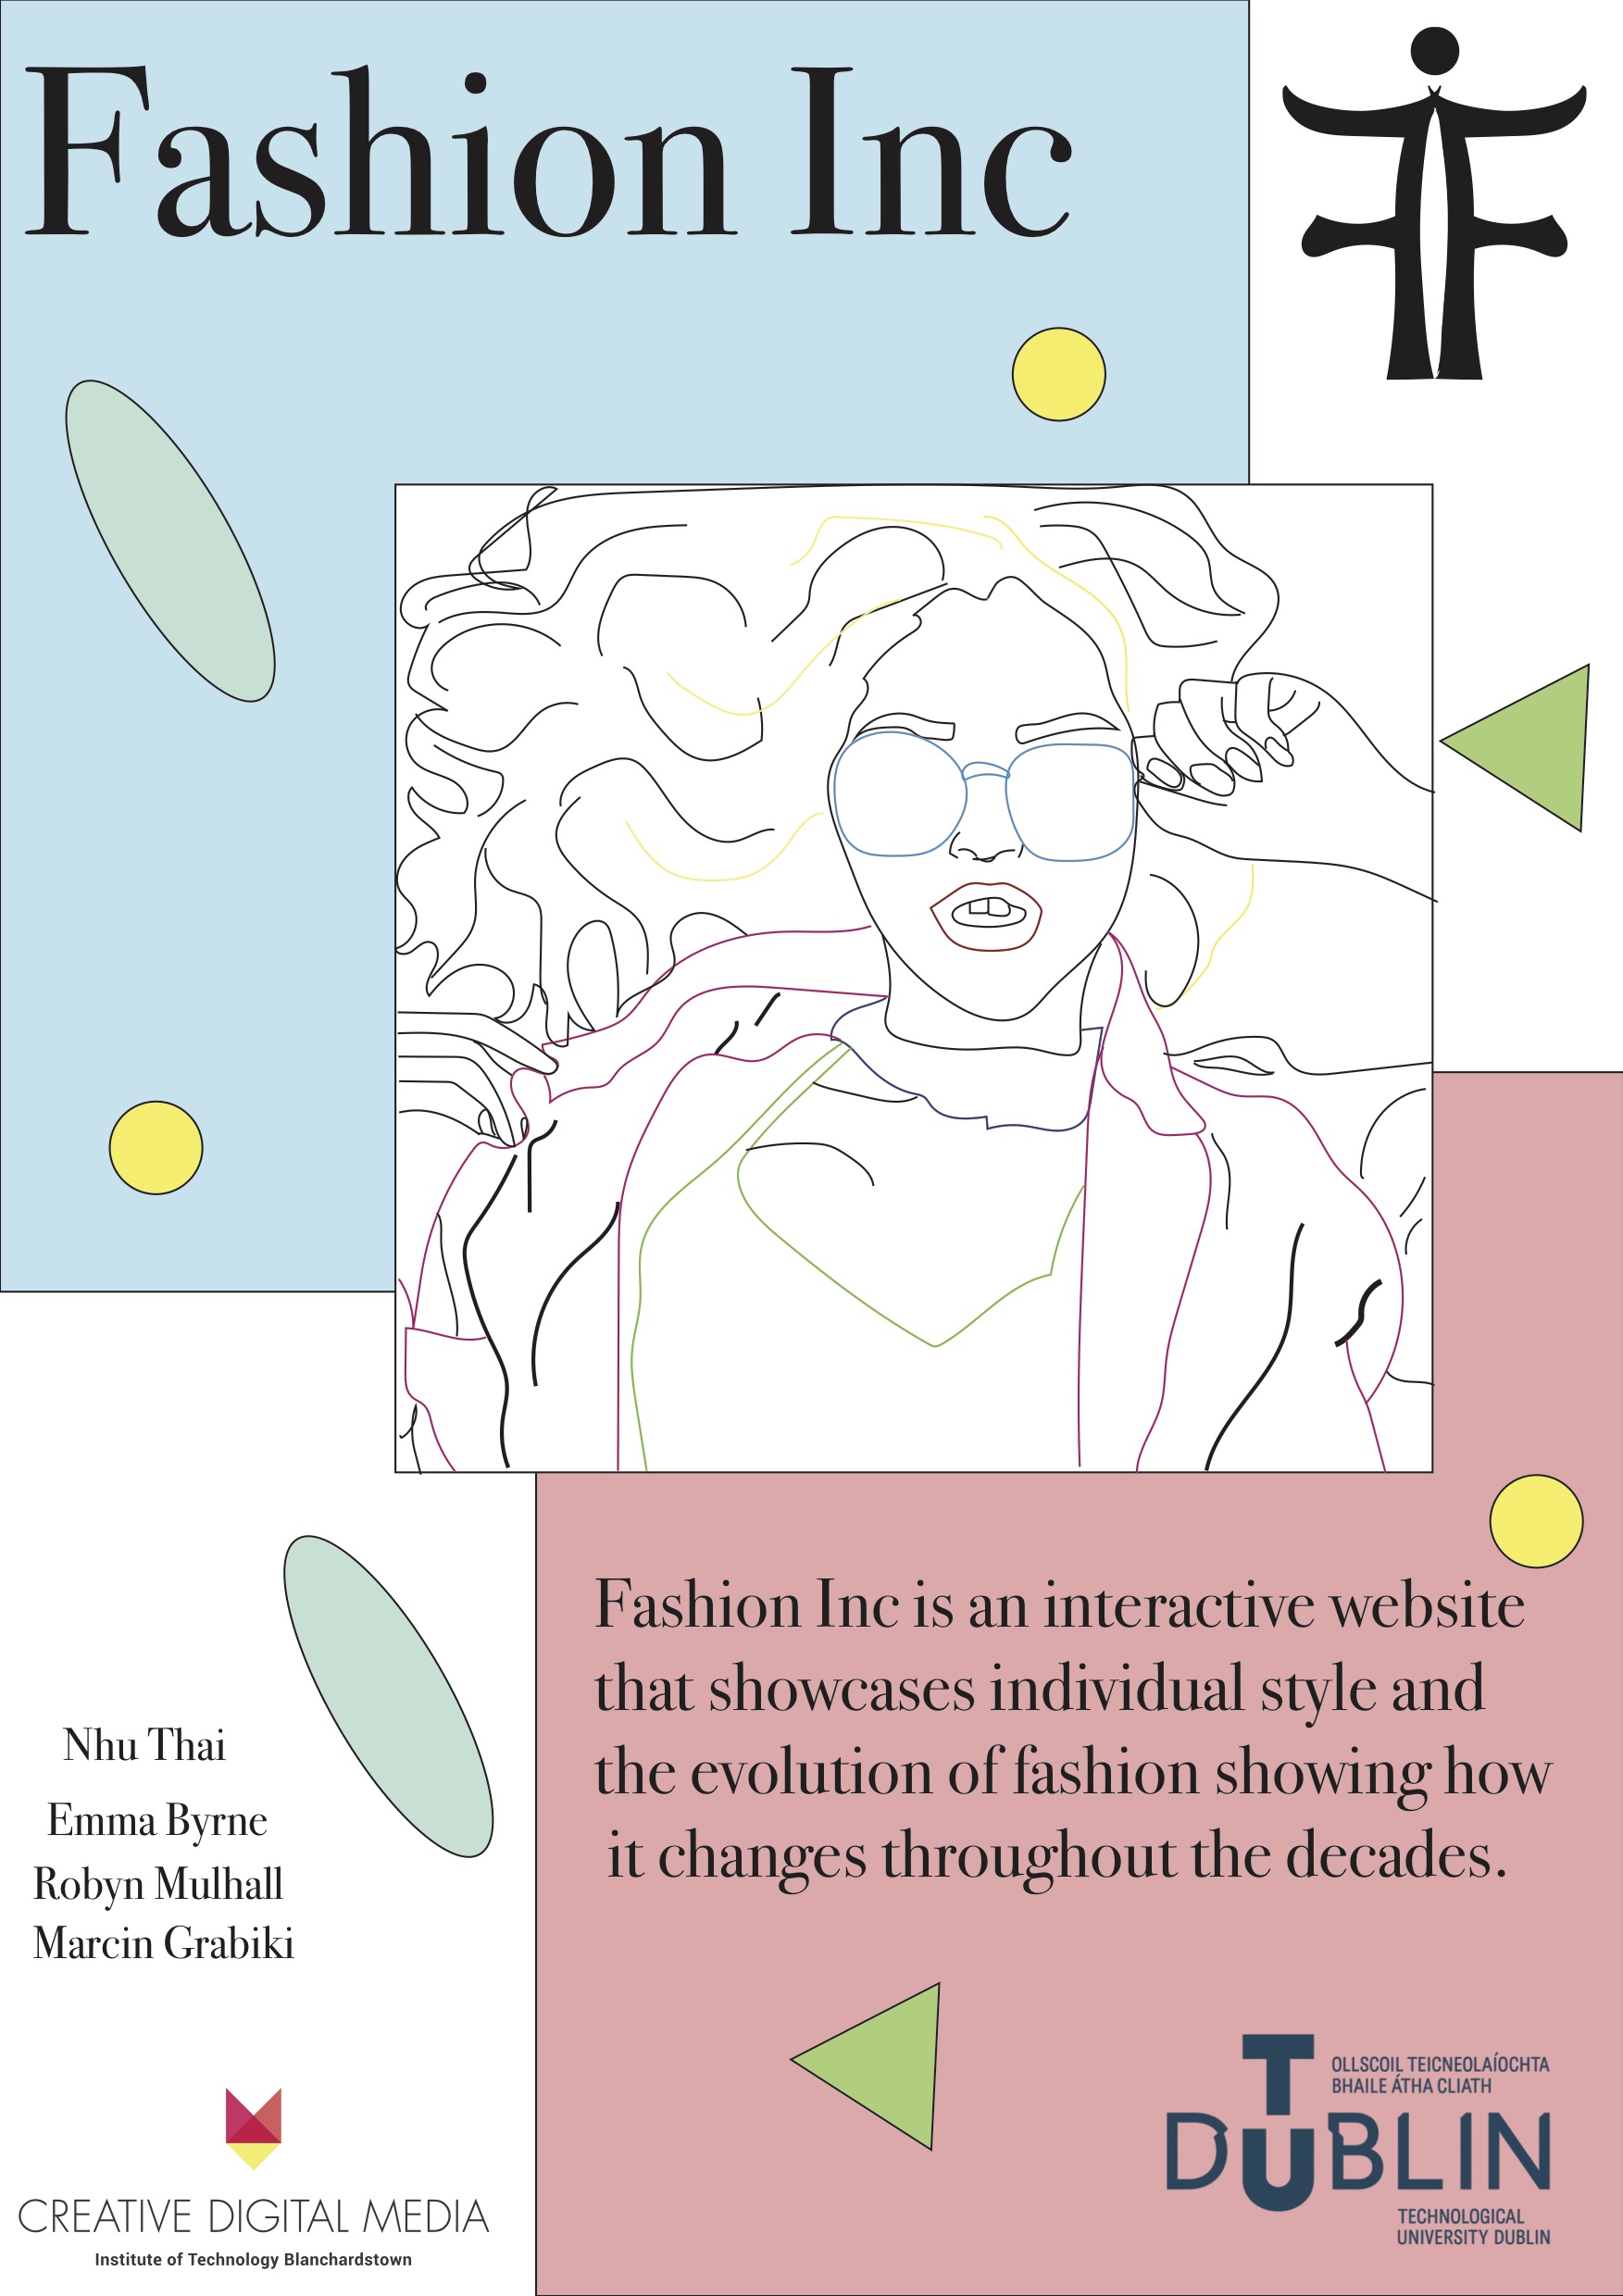 Fashion Inc
Fashion Inc is an interactive website
that showcases individual style and
the evolution of fashion showing how
it changes throughout the decades.
Nhu Thai
Emma Byrne
Robyn Mulhall
Marcin Grabiki
CREATIVE DIGITAL MEDIA
Institute of Technology Blanchardstown
T
OLLSCOIL TEICNEOLAÍOCHTA
BHAILE ÁTHA CLIATH
DUBLIN
TECHNOLOGICAL
UNIVERSITY DUBLIN